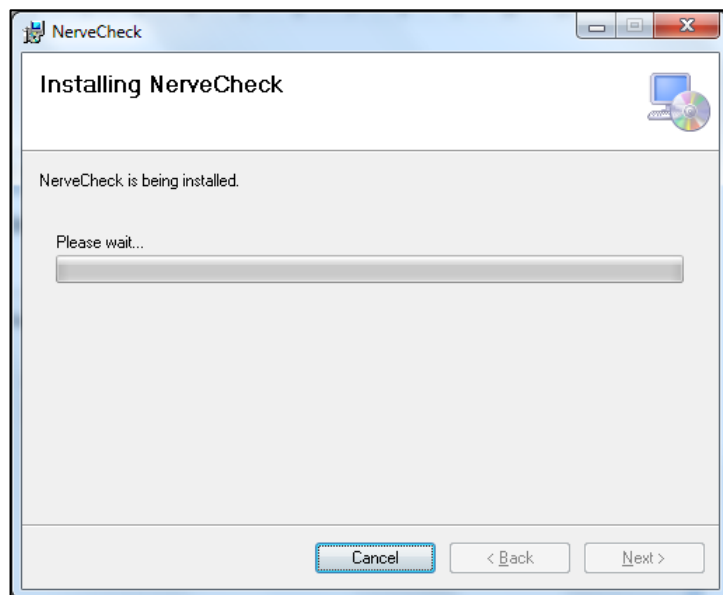 NerveCheck
Installing NerveCheck
NerveCheck is being installed.
Please wait...
Cancel
< Back
Next >